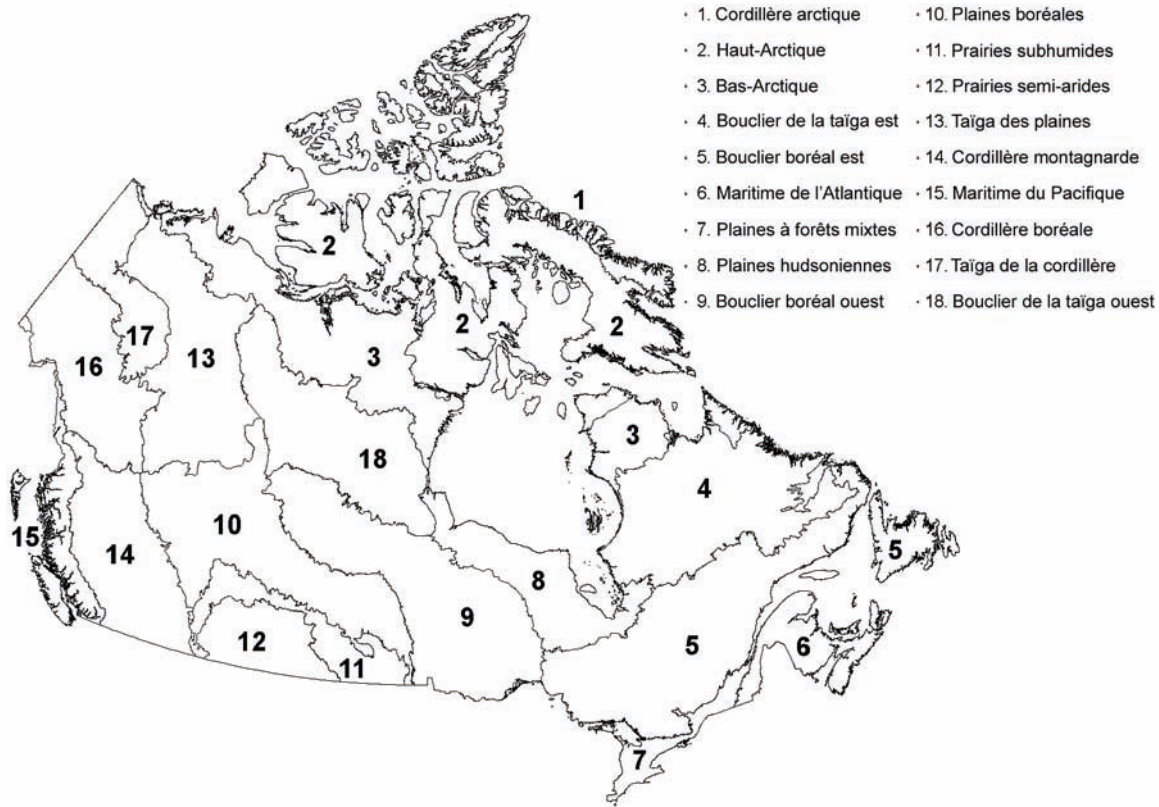 · 1. Cordillère arctique
· 2. Haut-Arctique
· 3. Bas-Arctique
· 4. Bouclier de la taïga est
· 5. Bouclier boréal est
· 6. Maritime de l'Atlantique
· 7. Plaines à forêts mixtes
· 8. Plaines hudsoniennes
· 9. Bouclier boréal ouest
· 10. Plaines boréales
· 11. Prairies subhumides
· 12. Prairies semi-arides
· 13. Taïga des plaines
· 14. Cordillère montagnarde
· 15. Maritime du Pacifique
· 16. Cordillère boréale
· 17. Taïga de la cordillère
· 18. Bouclier de la taïga ouest
1
2
2
2
17
16
13
3
3
18
4
10
15
14
5
8
9
5
12
11
6
7